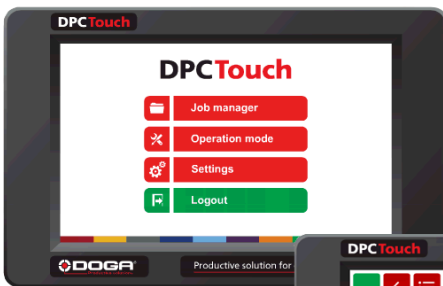 DPCTouch
DPCTouch
Job manager
Operation mode
Settings
Logout
DOGA
Productive solution for
DPCTouch